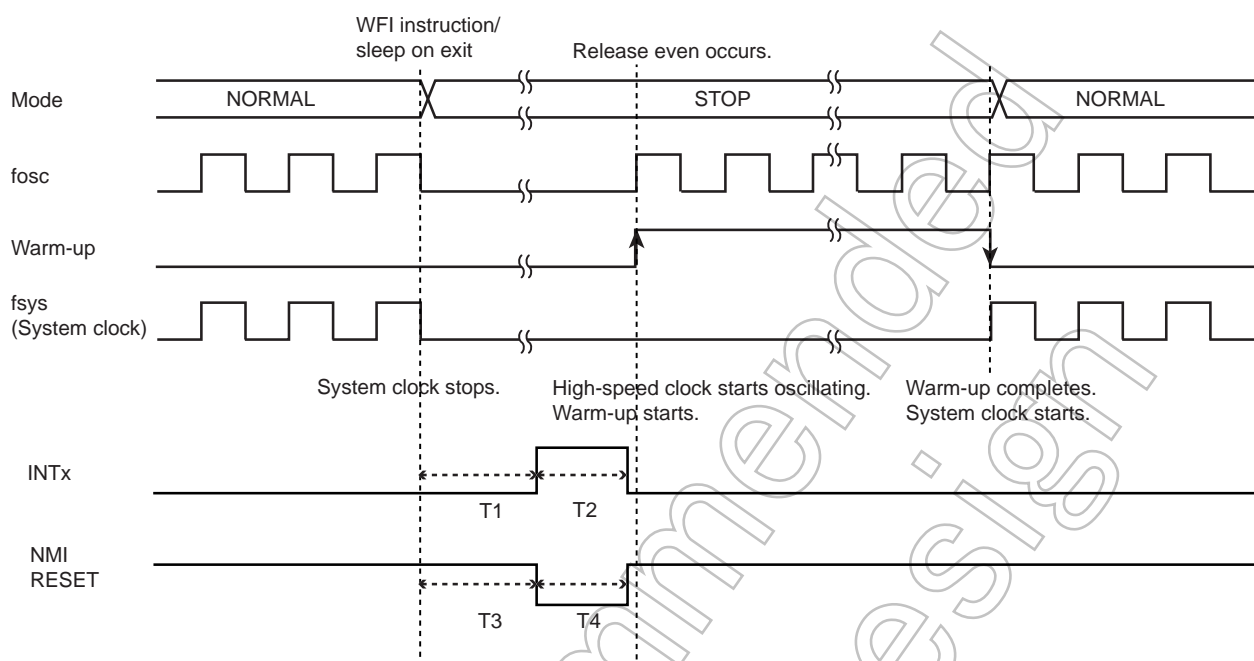 WFI instruction/
sleep on exit
Release even occurs.
Mode
NORMAL
STOP
NORMAL
fosc
Warm-up
fsys
(System clock)
System clock stops.
High-speed clock starts oscillating.
Warm-up starts.
Warm-up completes.
System clock starts.
INTx
T1
T2
NMI
RESET
T3
T4
mmended
esign